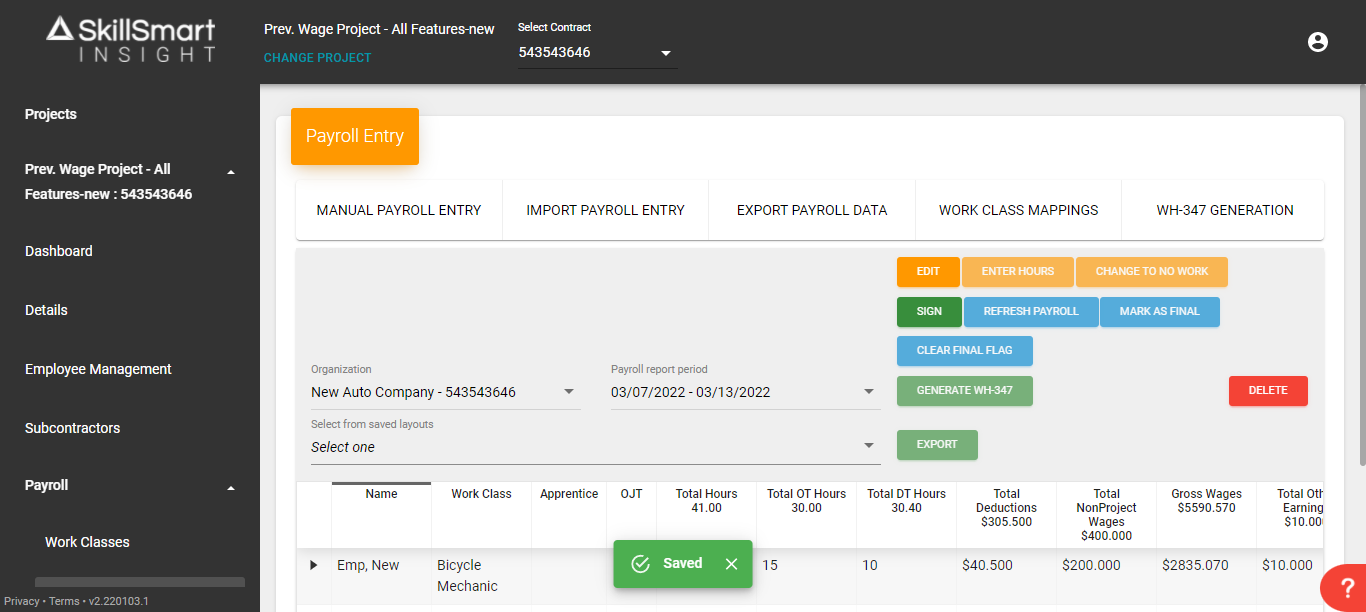 SkillSmart
INSIGHT
Prev. Wage Project - All Features-new
CHANGE PROJECT
Select Contract
543543646
Projects
Prev. Wage Project - All
Features-new : 543543646
Dashboard
Details
Employee Management
Subcontractors
Payroll
Work Classes
Privacy • Terms • v2.220103.1
Payroll Entry
MANUAL PAYROLL ENTRY
IMPORT PAYROLL ENTRY
EXPORT PAYROLL DATA
WORK CLASS MAPPINGS
WH-347 GENERATION
EDIT
ENTER HOURS
CHANGE TO NO WORK
SIGN
REFRESH PAYROLL
MARK AS FINAL
CLEAR FINAL FLAG
Organization
New Auto Company - 543543646
Payroll report period
03/07/2022 - 03/13/2022
GENERATE WH-347
DELETE
Select from saved layouts
Select one
EXPORT
Name
Work Class
Apprentice
OJT
Total Hours
41.00
Total OT Hours
30.00
Total DT Hours
30.40
Total
Deductions
$305.500
Total
NonProject
Wages
$400.000
Gross Wages
$5590.570
Total Oth
Earning
$10.000
Emp, New
Bicycle
Mechanic
15
10
$40.500
$200.000
$2835.070
$10.000
Saved
?